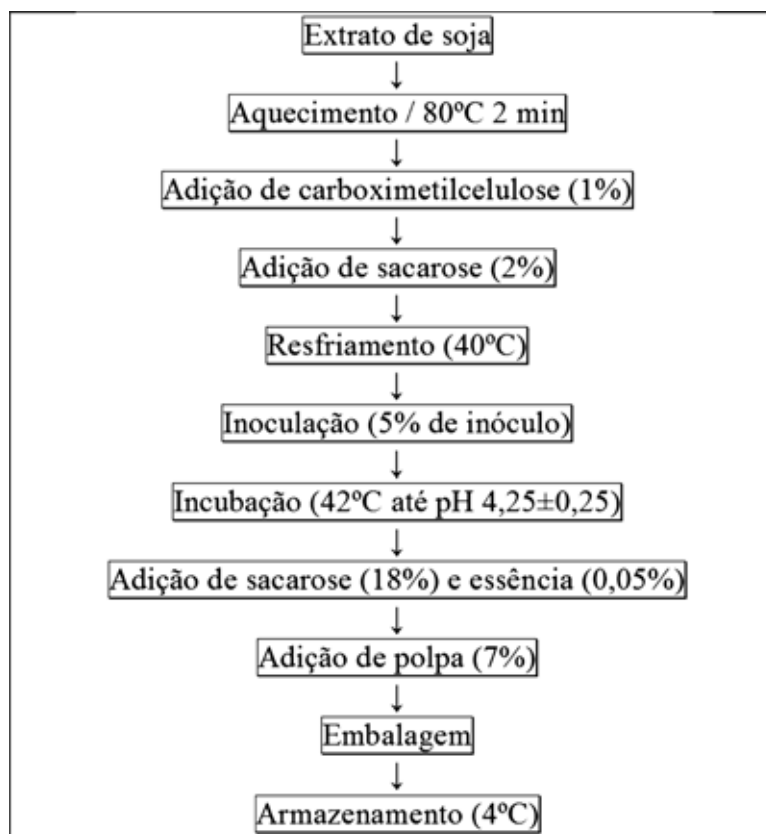 Extrato de soja
↓
Aquecimento / 80ºC 2 min
↓
Adição de carboximetilcelulose (1%)
↓
Adição de sacarose (2%)
↓
Resfriamento (40ºC)
↓
Inoculação (5% de inóculo)
↓
Incubação (42ºC até pH 4,25±0,25)
↓
Adição de sacarose (18%) e essência (0,05%)
↓
Adição de polpa (7%)
↓
Embalagem
↓
Armazenamento (4ºC)